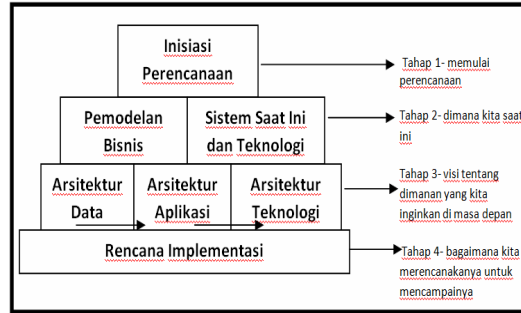 Inisiasi
Perencanaan
Tahap 1- memulai
perencanaan
Pemodelan
Bisnis
Sistem Saat Ini
dan Teknologi
Tahap 2- dimana kita saat
ini
Arsitektur
Data
Arsitektur
Aplikasi
Arsitektur
Teknologi
Tahap 3- visi tentang
dimanan yang kita
inginkan di masa depan
Rencana Implementasi
Tahap 4- bagaimana kita
merencanakanya untuk
mencampainya